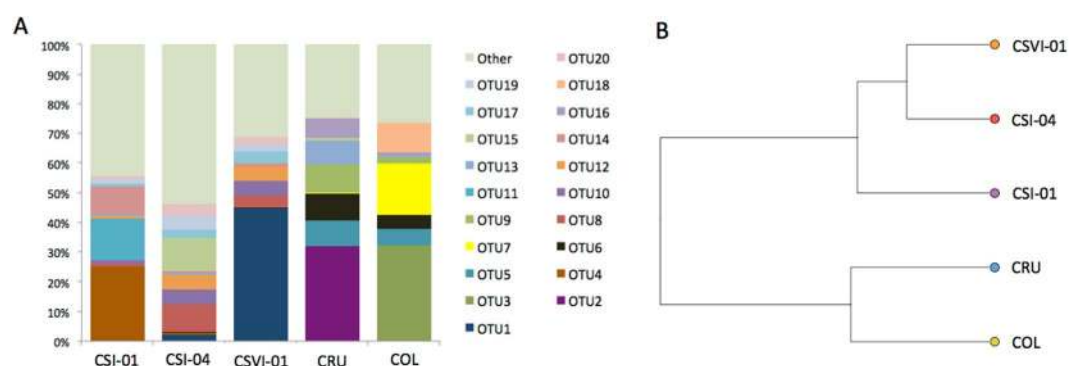 A
100%
90%
80%
70%
60%
50%
40%
30%
20%
10%
0%
CSI-01 CSI-04 CSVI-01 CRU COL
Other OTU20
OTU19 OTU18
OTU17 OTU16
OTU15 OTU14
OTU13 OTU12
OTU11 OTU10
OTU9 OTU8
OTU7 OTU6
OTU5 OTU4
OTU3 OTU2
OTU1
B
CSVI-01
CSI-04
CSI-01
CRU
COL